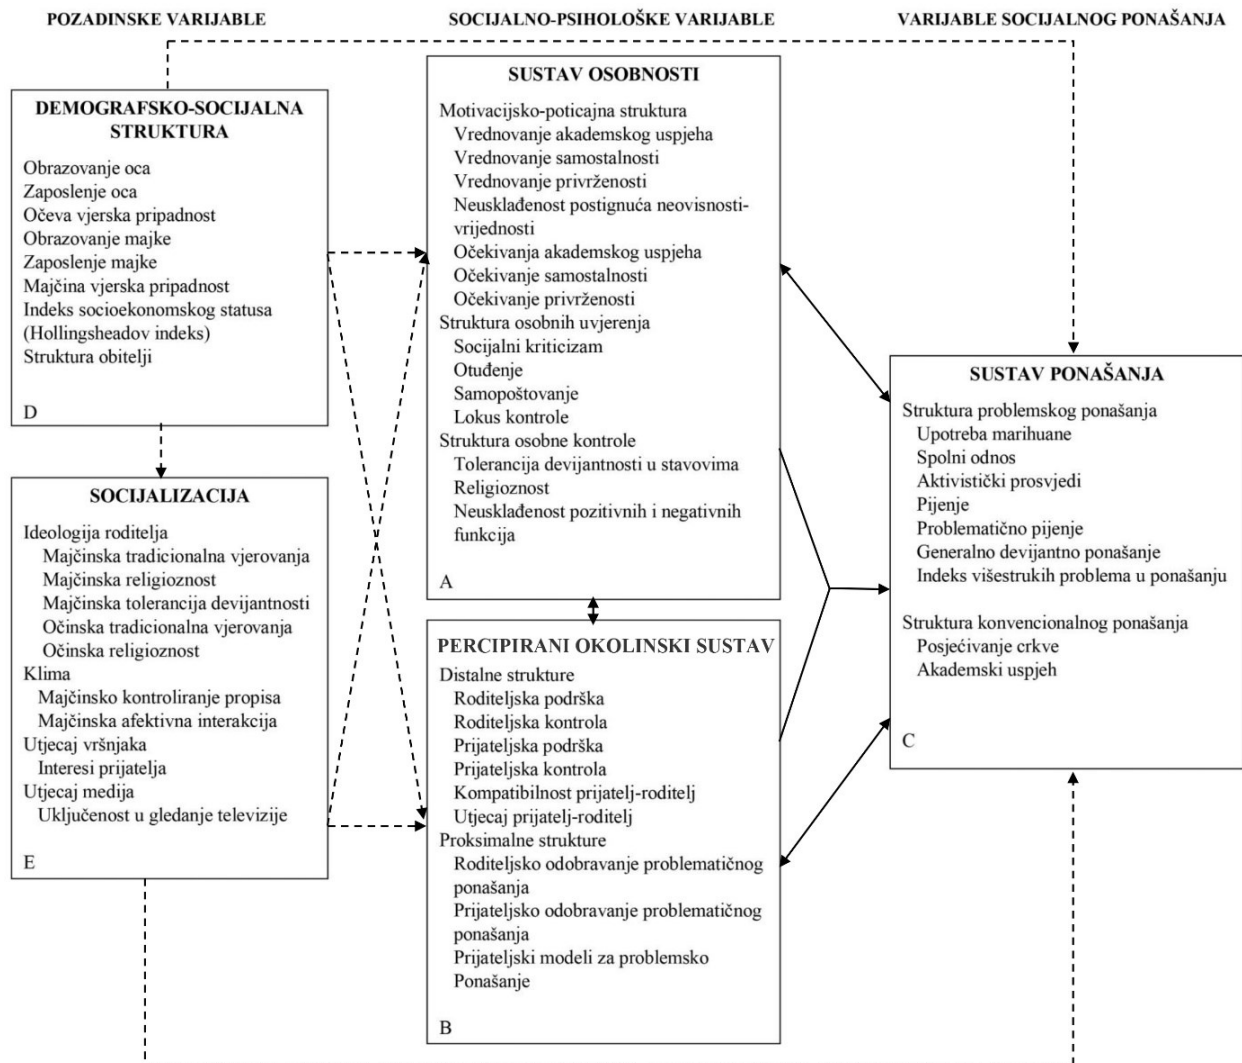 POZADINSKE VARIJABLE
SOCIJALNO-PSIHOLOŠKE VARIJABLE
VARIJABLE SOCIJALNOG PONAŠANJA
DEMOGRAFSKO-SOCIJALNA
STRUKTURA
Obrazovanje oca
Zaposlenje oca
Očeva vjerska pripadnost
Obrazovanje majke
Zaposlenje majke
Majčina vjerska pripadnost
Indeks socioekonomskog statusa
(Hollingsheadov indeks)
Struktura obitelji
D
SOCIJALIZACIJA
Ideologija roditelja
Majčinska tradicionalna vjerovanja
Majčinska religioznost
Majčinska tolerancija devijantnosti
Očinska tradicionalna vjerovanja
Očinska religioznost
Klima
Majčinsko kontroliranje propisa
Majčinska afektivna interakcija
Utjecaj vršnjaka
Interesi prijatelja
Utjecaj medija
Uključenost u gledanje televizije
E
SUSTAV OSOBNOSTI
Motivacijsko-poticajna struktura
Vrednovanje akademskog uspjeha
Vrednovanje samostalnosti
Vrednovanje privrženosti
Neusklađenost postignuća neovisnosti-
vrijednosti
Očekivanja akademskog uspjeha
Očekivanje samostalnosti
Očekivanje privrženosti
Struktura osobnih uvjerenja
Socijalni kriticizam
Otuđenje
Samopoštovanje
Lokus kontrole
Struktura osobne kontrole
Tolerancija devijantnosti u stavovima
Religioznost
Neusklađenost pozitivnih i negativnih
funkcija
A
PERCIPIRANI OKOLINSKI SUSTAV
Distalne strukture
Roditeljska podrška
Roditeljska kontrola
Prijateljska podrška
Prijateljska kontrola
Kompatibilnost prijatelj-roditelj
Utjecaj prijatelj-roditelj
Proksimalne strukture
Roditeljsko odobravanje problematičnog
ponašanja
Prijateljsko odobravanje problematičnog
ponašanja
Prijateljski modeli za problemsko
Ponašanje
B
SUSTAV PONAŠANJA
Struktura problemskog ponašanja
Upotreba marihuane
Spolni odnos
Aktivistički prosvjedi
Pijenje
Problematično pijenje
Generalno devijantno ponašanje
Indeks višestrukih problema u ponašanju
Struktura konvencionalnog ponašanja
Posjećivanje crkve
Akademski uspjeh
C